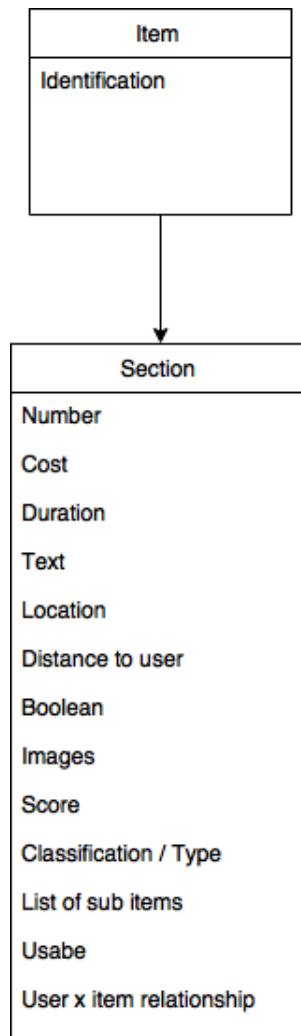 Item
Identification
Section
Number
Cost
Duration
Text
Location
Distance to user
Boolean
Images
Score
Classification / Type
List of sub items
Usabe
User x item relationship